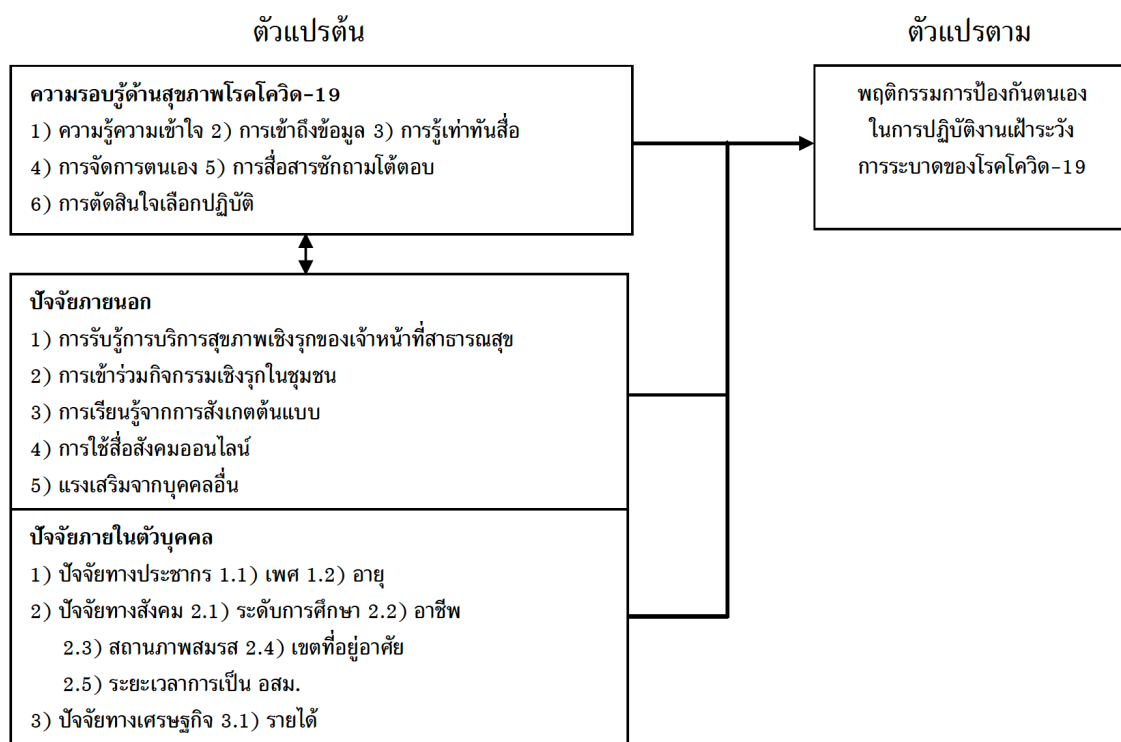 ตัวแปรต้น
ตัวแปรตาม
ความรอบรู้ด้านสุขภาพโรคโควิด-19
1) ความรู้ความเข้าใจ 2) การเข้าถึงข้อมูล 3) การรู้เท่าทันสื่อ
4) การจัดการตนเอง 5) การสื่อสารซักถามโต้ตอบ
6) การตัดสินใจเลือกปฏิบัติ
พฤติกรรมการป้องกันตนเอง
ในการปฏิบัติงานเฝ้าระวัง
การระบาดของโรคโควิด-19
ปัจจัยภายนอก
1) การรับรู้การบริการสุขภาพเชิงรุกของเจ้าหน้าที่สาธารณสุข
2) การเข้าร่วมกิจกรรมเชิงรุกในชุมชน
3) การเรียนรู้จากการสังเกตต้นแบบ
4) การใช้สื่อสังคมออนไลน์
5) แรงเสริมจากบุคคลอื่น
ปัจจัยภายในตัวบุคคล
1) ปัจจัยทางประชากร 1.1) เพศ 1.2) อายุ
2) ปัจจัยทางสังคม 2.1) ระดับการศึกษา 2.2) อาชีพ
2.3) สถานภาพสมรส 2.4) เขตที่อยู่อาศัย
2.5) ระยะเวลาการเป็น อสม.
3) ปัจจัยทางเศรษฐกิจ 3.1) รายได้